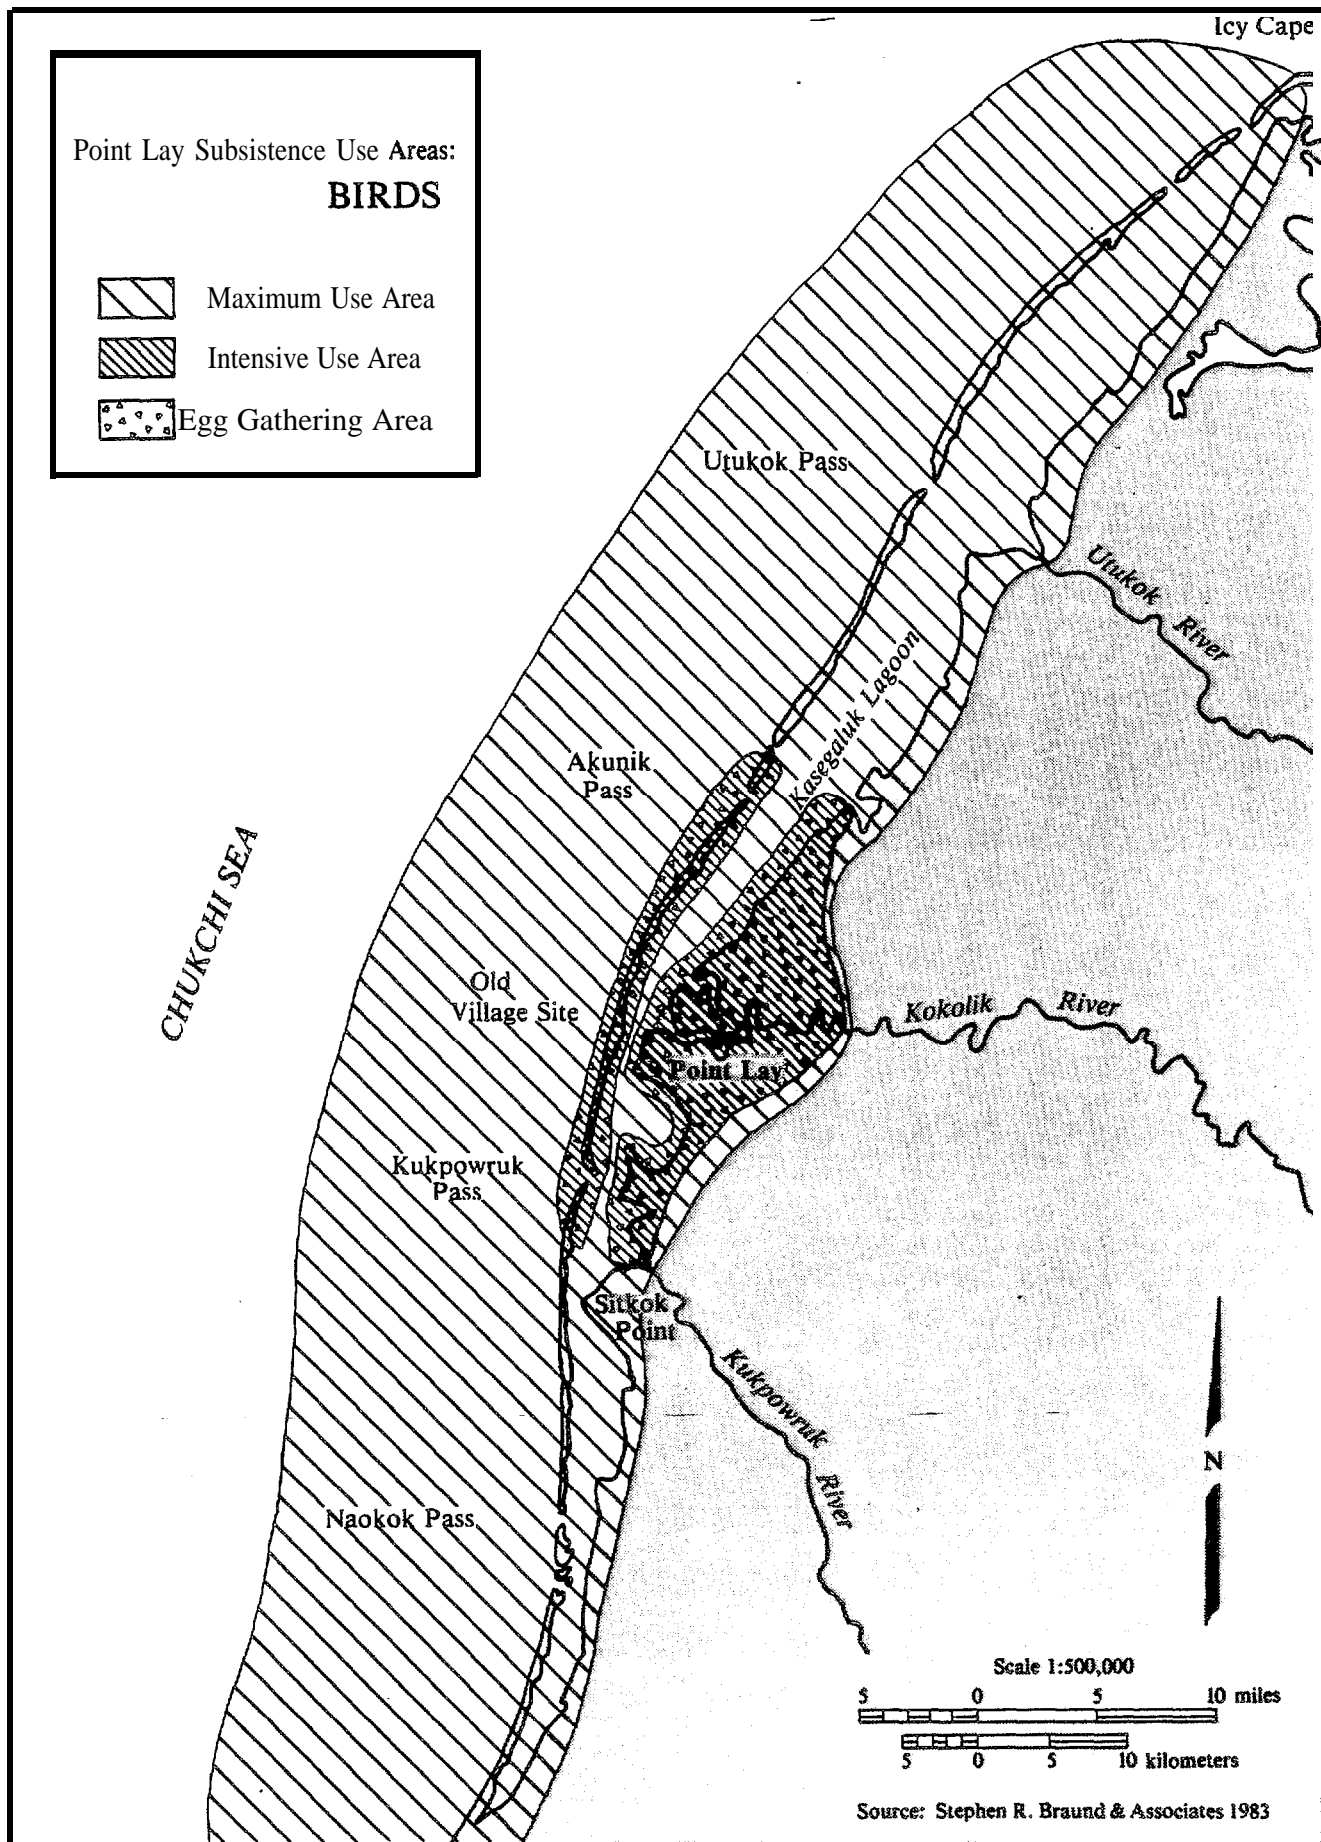 Icy Cape
Point Lay Subsistence Use Areas:
BIRDS
Maximum Use Area
Intensive Use Area
Egg Gathering Area
Utukok Pass
Utukok River
Kasegaluk Lagoon
Akunik
Pass
CHUKCHI SEA
Old
Village Site
Kokolik River
Point Lay
Kukpowruk
Pass
Sitkok
Point
Kukpowruk River
N
Naokok Pass
Scale 1:500,000
5 0 5 10 miles
5 0 5 10 kilometers
Source: Stephen R. Braund & Associates 1983